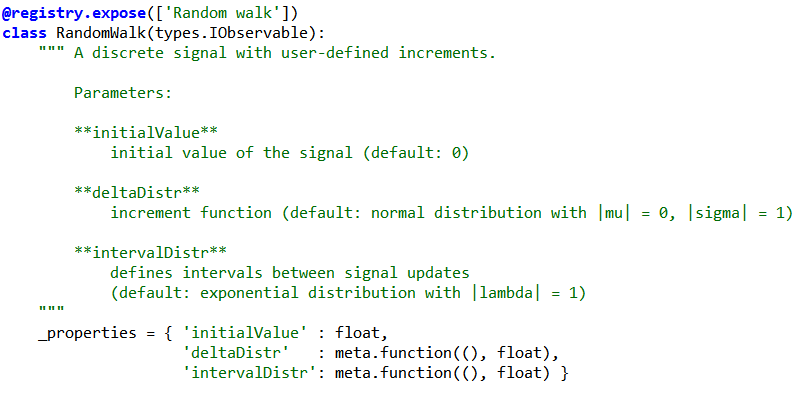 @registry.expose(['Random walk'])
class RandomWalk(types.IObservable):
    """ A discrete signal with user-defined increments.

        Parameters:

        **initialValue**
            initial value of the signal (default: 0)

        **deltaDistr**
            increment function (default: normal distribution with |mu| = 0, |sigma| = 1)

        **intervalDistr**
            defines intervals between signal updates
            (default: exponential distribution with |lambda| = 1)
    """
    _properties = { 'initialValue' : float,
                    'deltaDistr'   : meta.function((), float),
                    'intervalDistr': meta.function((), float) }